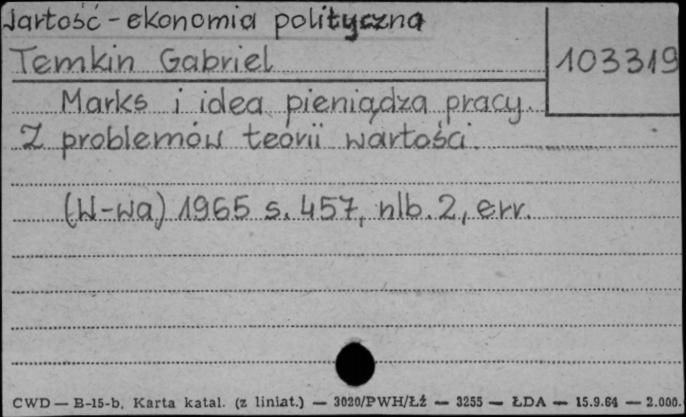 Wartość - ekonomia polityczna
Temkin Gabriel
103319
Marks i idea pieniądza pracy.
Z problemów teorii wartości.
(W-wa) 1965 s. 457, nlb. 2, err.
CWD — B-15-b, Karta katal. (z liniat.) — 3020/PWH/Łź — 3255 — ŁDA — 15.9.64 — 2.000.